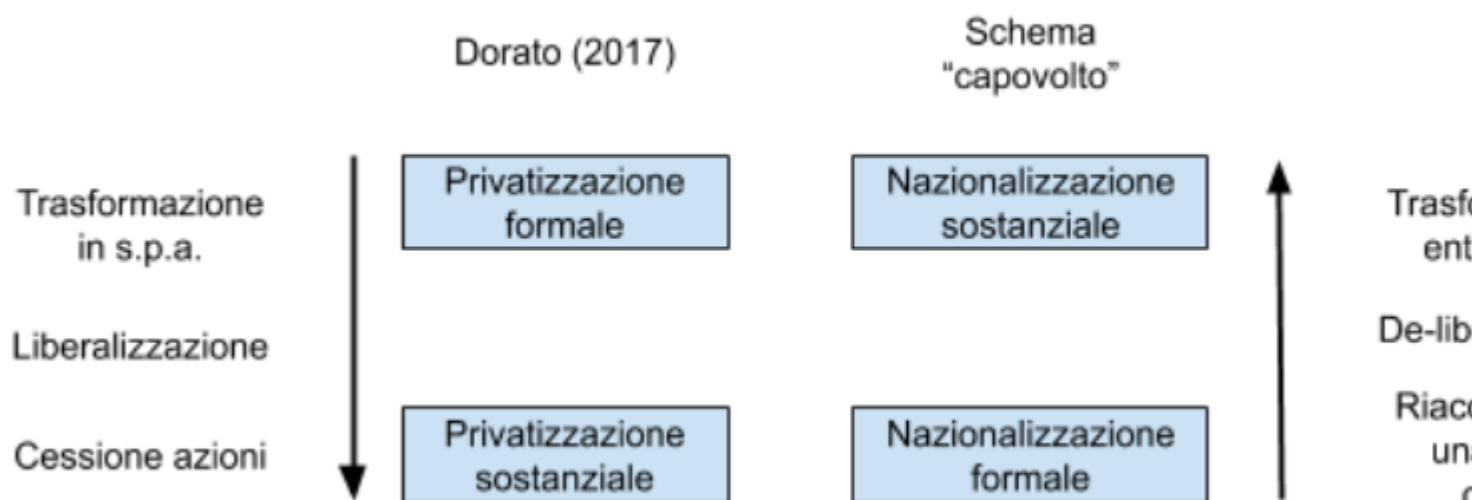 Dorato (2017)
Schema
“capovolto”
Trasformazione
in s.p.a.
Privatizzazione
formale
Nazionalizzazione
sostanziale
Liberalizzazione
Cessione azioni
Privatizzazione
sostanziale
Nazionalizzazione
formale